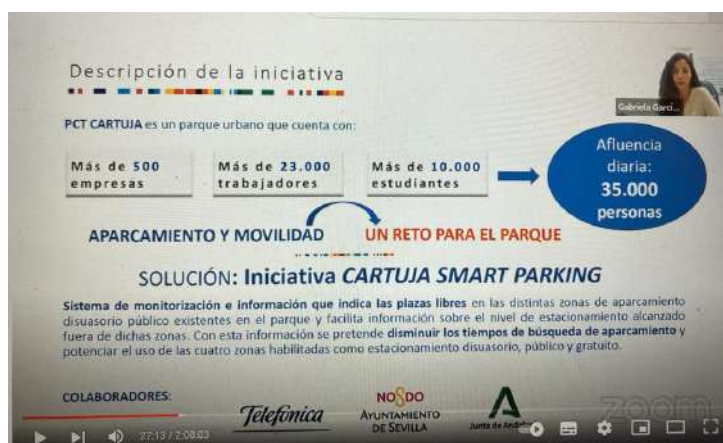 Descripción de la iniciativa
Gabriela Garcí...
PCT CARTUJA es un parque urbano que cuenta con:
Más de 500
empresas
Más de 23.000
trabajadores
Más de 10.000
estudiantes
Afluencia
diaria:
35.000
personas
APARCAMIENTO Y MOVILIDAD
UN RETO PARA EL PARQUE
SOLUCIÓN: Iniciativa CARTUJA SMART PARKING
Sistema de monitorización e información que indica las plazas libres en las distintas zonas de aparcamiento
disuasorio público existentes en el parque y facilita información sobre el nivel de estacionamiento alcanzado
fuera de dichas zonas. Con esta información se pretende disminuir los tiempos de búsqueda de aparcamiento y
potenciar el uso de las cuatro zonas habilitadas como estacionamiento disuasorio, público y gratuito.
COLABORADORES:
Telefónica
NO8DO
AYUNTAMIENTO
DE SEVILLA
Junta de
zoom
27:13 / 2:08:03